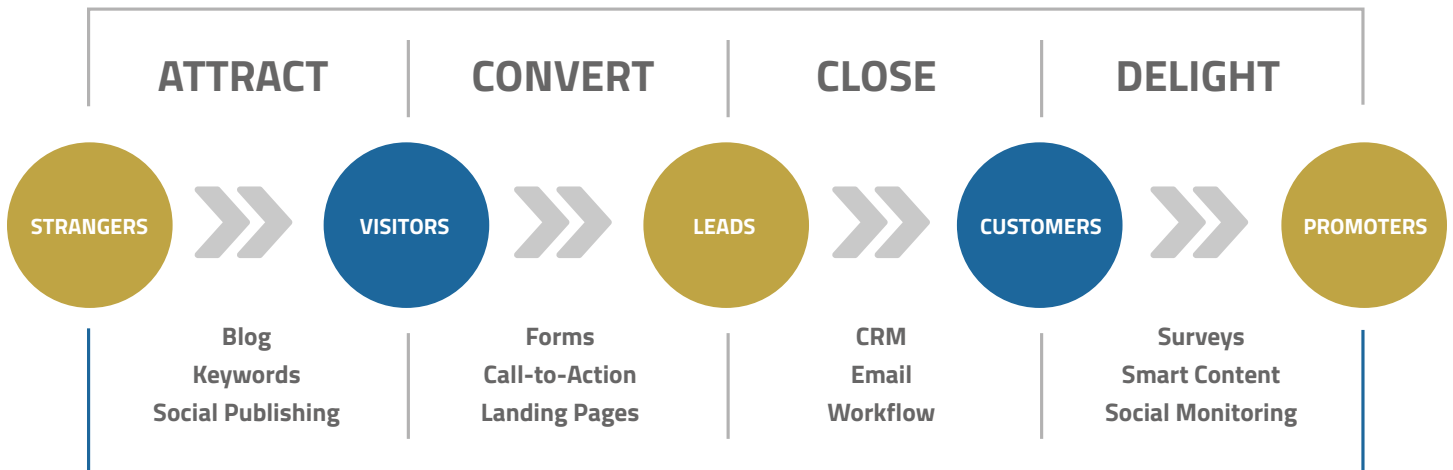 ATTRACT
CONVERT
CLOSE
DELIGHT
STRANGERS
VISITORS
LEADS
CUSTOMERS
PROMOTERS
Blog
Keywords
Social Publishing
Forms
Call-to-Action
Landing Pages
CRM
Email
Workflow
Surveys
Smart Content
Social Monitoring